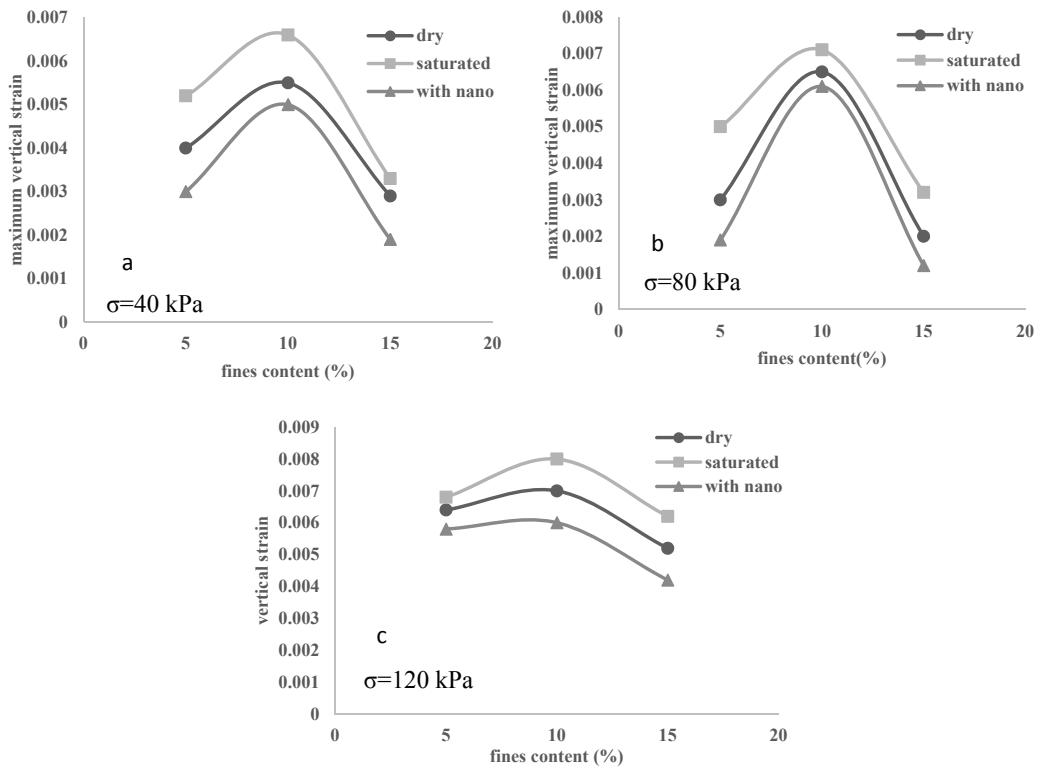 maximum vertical strain
0.007
0.006
0.005
0.004
0.003
0.002
0.001
0
dry
saturated
with nano
a
σ=40 kPa
0
5
10
15
20
fines content (%)
maximum vertical strain
0.008
0.007
0.006
0.005
0.004
0.003
0.002
0.001
0
dry
saturated
with nano
b
σ=80 kPa
0
5
10
15
20
fines content(%)
vertical strain
0.009
0.008
0.007
0.006
0.005
0.004
0.003
0.002
0.001
0
dry
saturated
with nano
c
σ=120 kPa
0
5
10
15
20
fines content (%)